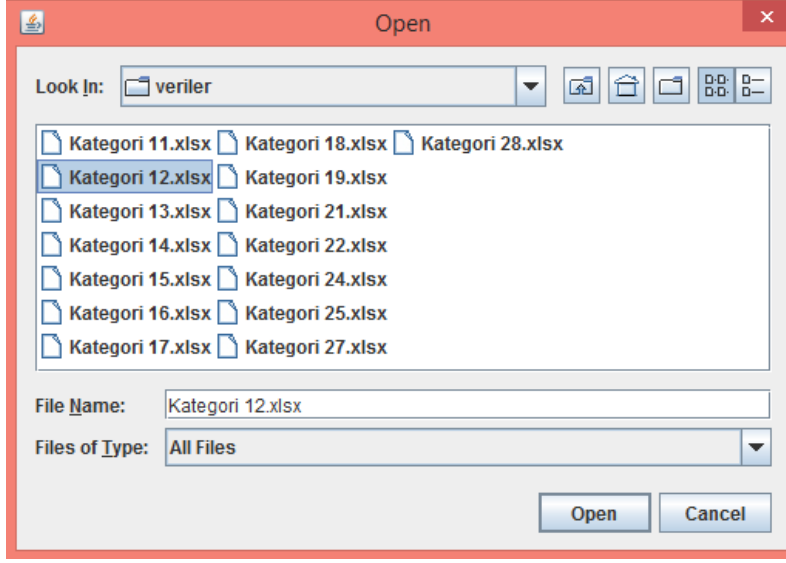 Open
Look In: veriler
Kategori 11.xlsx Kategori 18.xlsx Kategori 28.xlsx
Kategori 12.xlsx Kategori 19.xlsx
Kategori 13.xlsx Kategori 21.xlsx
Kategori 14.xlsx Kategori 22.xlsx
Kategori 15.xlsx Kategori 24.xlsx
Kategori 16.xlsx Kategori 25.xlsx
Kategori 17.xlsx Kategori 27.xlsx
File Name: Kategori 12.xlsx
Files of Type: All Files
Open Cancel